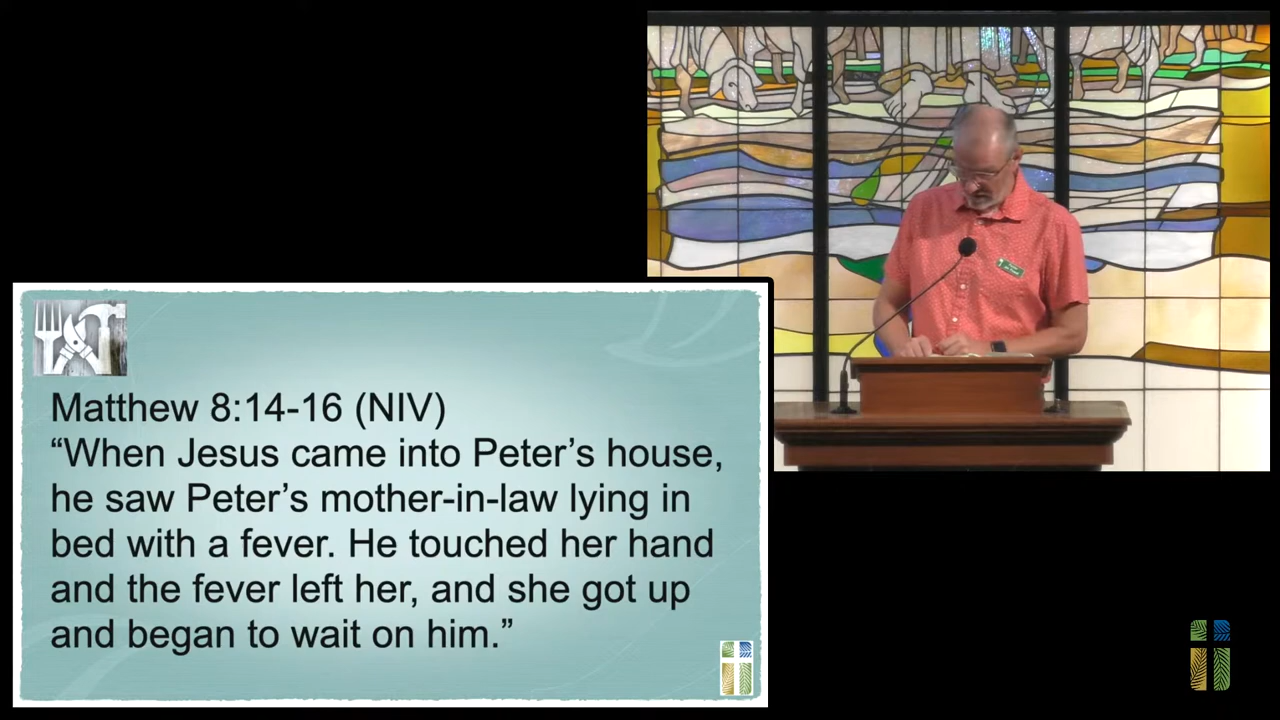 Matthew 8:14-16 (NIV)
“When Jesus came into Peter’s house,
he saw Peter’s mother-in-law lying in
bed with a fever. He touched her hand
and the fever left her, and she got up
and began to wait on him.”